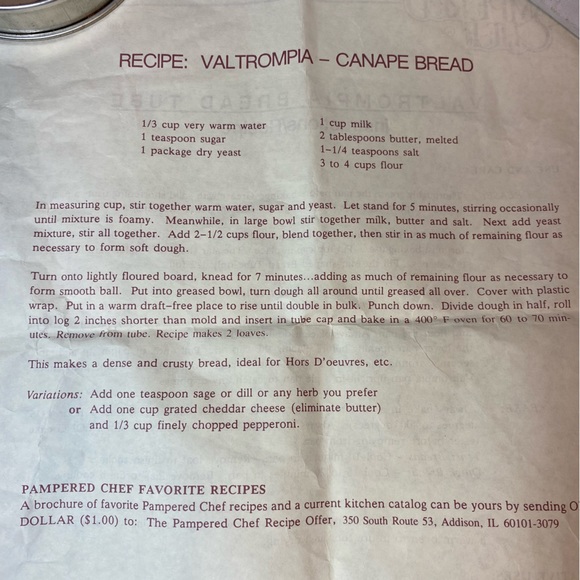 RECIPE: VALTROMPIA – CANAPE BREAD
1/3 cup very warm water
1 teaspoon sugar
1 package dry yeast
1 cup milk
2 tablespoons butter, melted
1-1/4 teaspoons salt
3 to 4 cups flour
In measuring cup, stir together warm water, sugar and yeast. Let stand for 5 minutes, stirring occasionally
until mixture is foamy. Meanwhile, in large bowl stir together milk, butter and salt. Next add yeast
mixture, stir all together. Add 2-1/2 cups flour, blend together, then stir in as much of remaining flour as
necessary to form soft dough.
Turn onto lightly floured board, knead for 7 minutes...adding as much of remaining flour as necessary to
form smooth ball. Put into greased bowl, turn dough all around until greased all over. Cover with plastic
wrap. Put in a warm draft-free place to rise until double in bulk. Punch down. Divide dough in half, roll
into log 2 inches shorter than mold and insert in tube cap and bake in a 400° F oven for 60 to 70 min-
utes. Remove from tube. Recipe makes 2 loaves.
This makes a dense and crusty bread, ideal for Hors D'oeuvres, etc.
Variations: Add one teaspoon sage or dill or any herb you prefer
or Add one cup grated cheddar cheese (eliminate butter)
and 1/3 cup finely chopped pepperoni.
PAMPERED CHEF FAVORITE RECIPES
A brochure of favorite Pampered Chef recipes and a current kitchen catalog can be yours by sending O
DOLLAR ($1.00) to: The Pampered Chef Recipe Offer, 350 South Route 53, Addison, IL 60101-3079